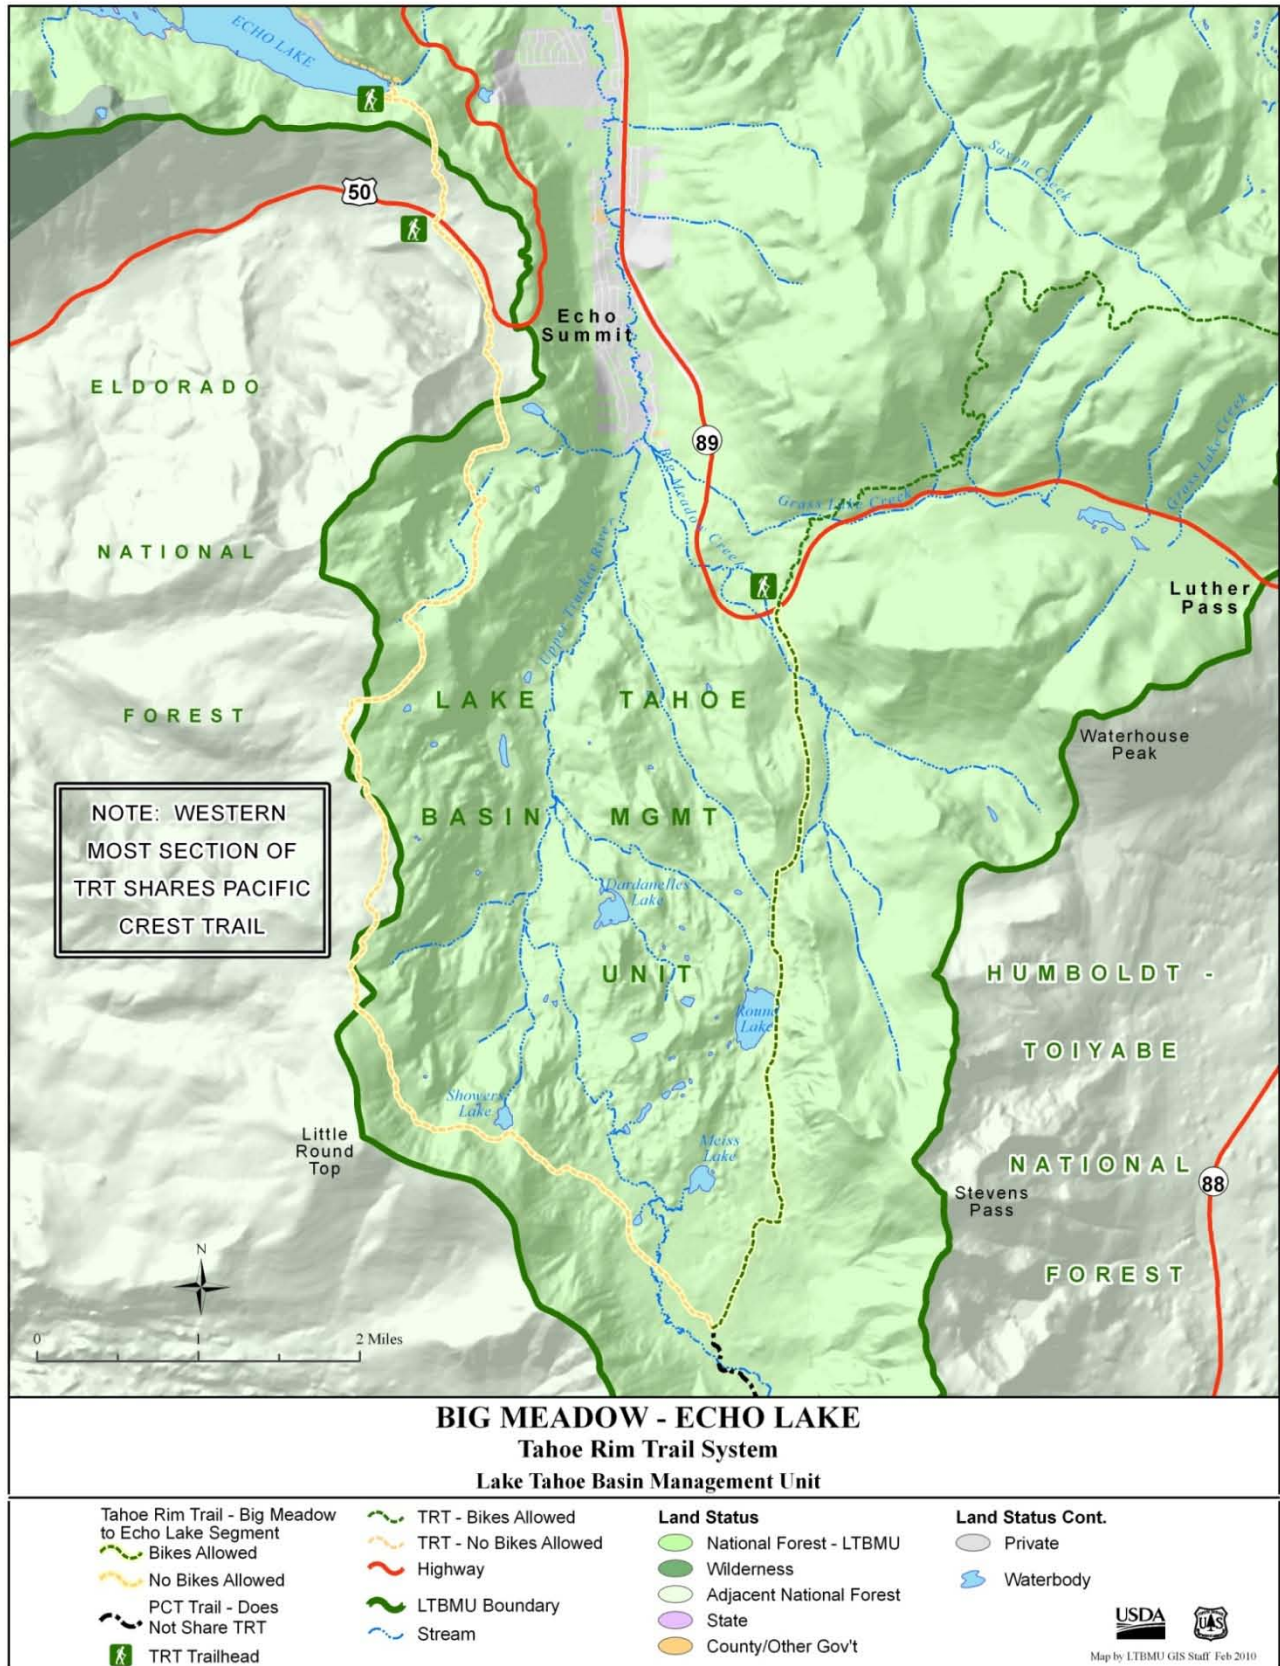 ECHO LAKE
Saxon Creek
50
Echo
Summit
ELDORADO
89
Big Meadow Creek
Grass Lake Creek
Grass Lake Creek
NATIONAL
Luther
Pass
Upper Truckee River
LAKE TAHOE
FOREST
Waterhouse
Peak
NOTE: WESTERN
MOST SECTION OF
TRT SHARES PACIFIC
CREST TRAIL
BASIN MGMT
Dardanelles
Lake
UNIT
HUMBOLDT -
Round
Lake
TOIYABE
Showers
Lake
Little
Round
Top
Meiss
Lake
NATIONAL
88
Stevens
Pass
N
FOREST
0 1 2 Miles
BIG MEADOW - ECHO LAKE
Tahoe Rim Trail System
Lake Tahoe Basin Management Unit
Tahoe Rim Trail - Big Meadow
to Echo Lake Segment
Bikes Allowed
No Bikes Allowed
PCT Trail - Does
Not Share TRT
TRT Trailhead
TRT - Bikes Allowed
TRT - No Bikes Allowed
Highway
LTBMU Boundary
Stream
Land Status
National Forest - LTBMU
Wilderness
Adjacent National Forest
State
County/Other Gov't
Land Status Cont.
Private
Waterbody
USDA
UAS
Map by LTBMU GIS Staff Feb 2010